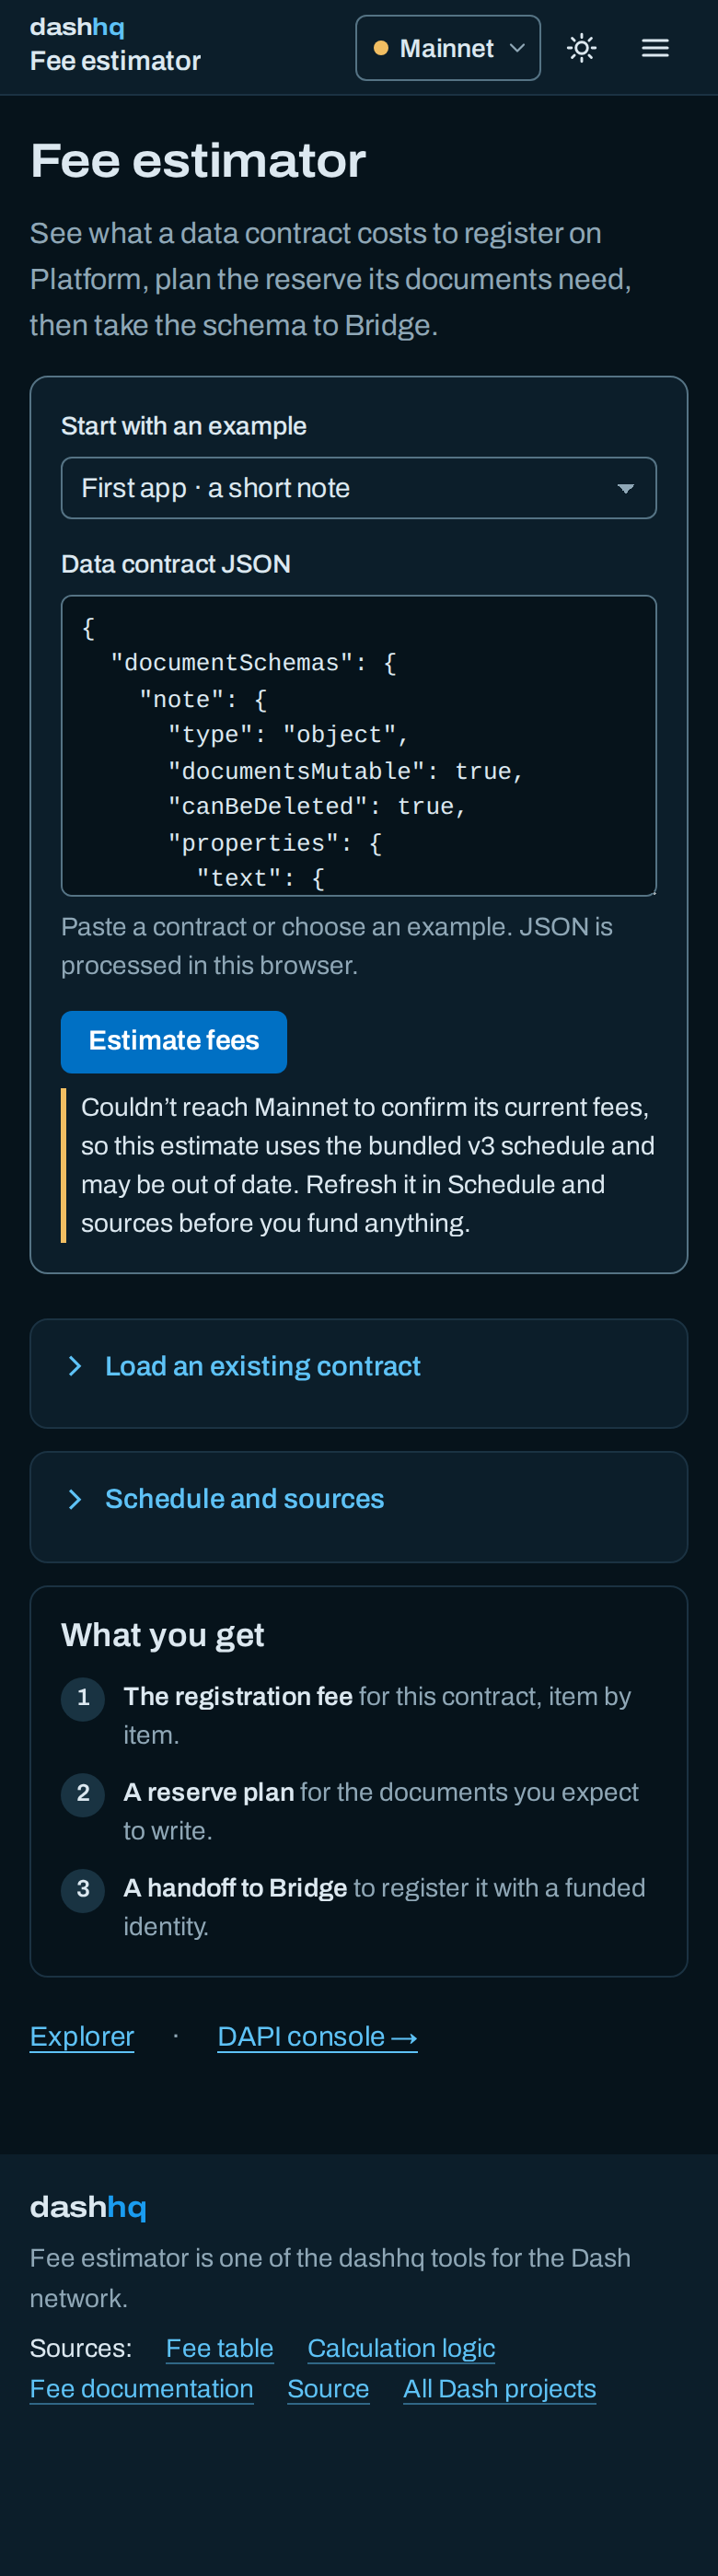 dashhq
Fee estimator
Mainnet
Fee estimator
See what a data contract costs to register on
Platform, plan the reserve its documents need,
then take the schema to Bridge.
Start with an example
First app · a short note
Data contract JSON
{
  "documentSchemas": {
    "note": {
      "type": "object",
      "documentsMutable": true,
      "canBeDeleted": true,
      "properties": {
        "text": {
Paste a contract or choose an example. JSON is
processed in this browser.
Estimate fees
Couldn’t reach Mainnet to confirm its current fees,
so this estimate uses the bundled v3 schedule and
may be out of date. Refresh it in Schedule and
sources before you fund anything.
Load an existing contract
Schedule and sources
What you get
1 The registration fee for this contract, item by
item.
2 A reserve plan for the documents you expect
to write.
3 A handoff to Bridge to register it with a funded
identity.
Explorer · DAPI console →
dashhq
Fee estimator is one of the dashhq tools for the Dash
network.
Sources: Fee table Calculation logic
Fee documentation Source All Dash projects